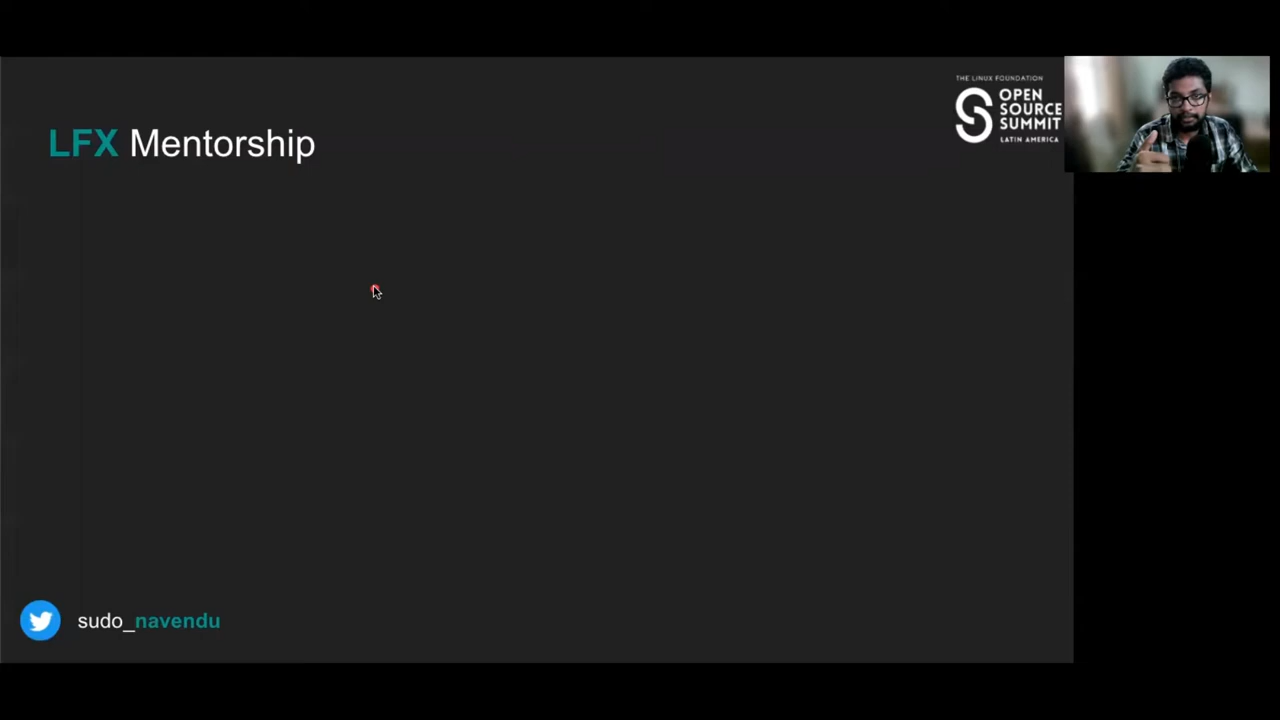 LFX Mentorship
THE LINUX FOUNDATION
OPEN
SOURCE
SUMMIT
LATIN AMERICA
sudo_navendu